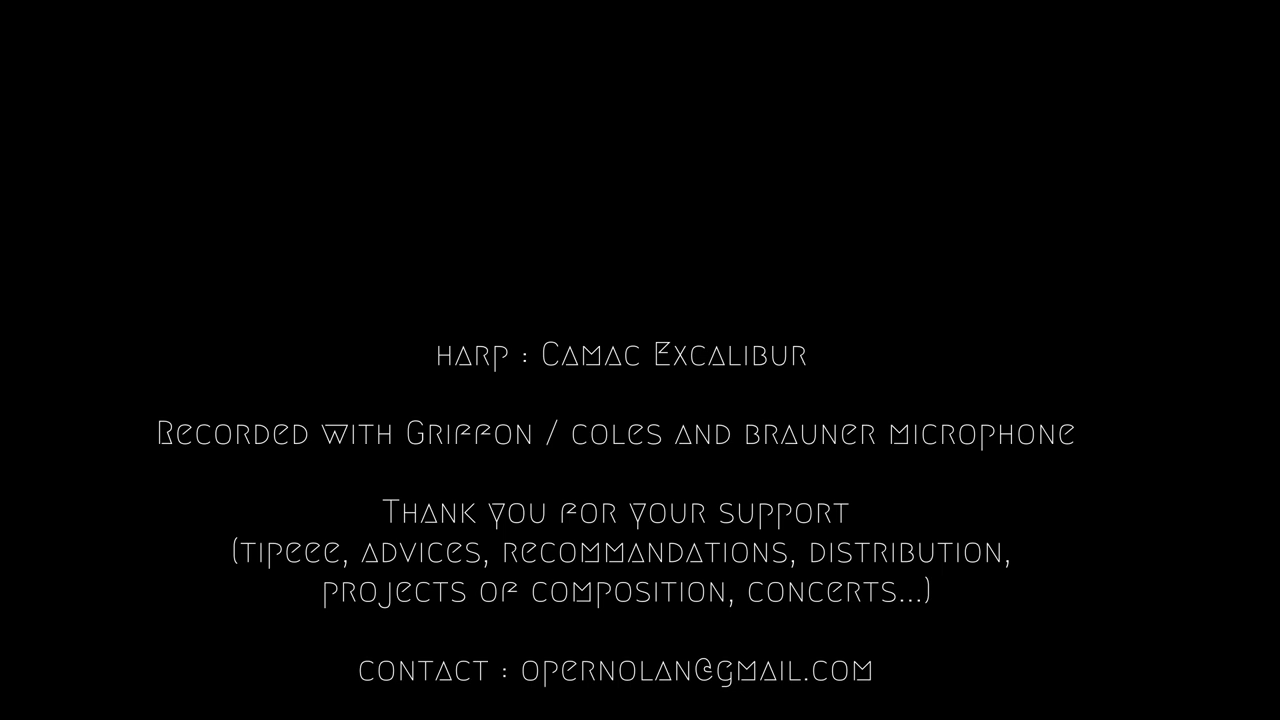 harp : Camac Excalibur
Recorded with Griffon / coles and brauner microphone
Thank you for your support
(tipeee, advices, recommandations, distribution,
projects of composition, concerts...)
contact : opernolan@gmail.com